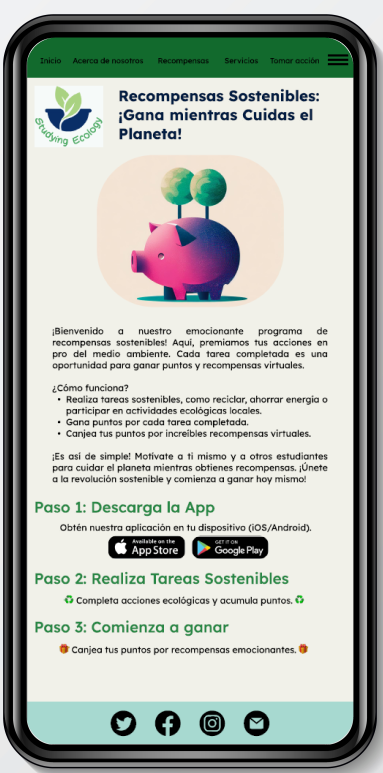 Inicio Acerca de nosotros Recompensas Servicios Tomar acción
Studying Ecology
Recompensas Sostenibles:
¡Gana mientras Cuidas el
Planeta!
¡Bienvenido a nuestro emocionante programa de
recompensas sostenibles! Aquí, premiamos tus acciones en
pro del medio ambiente. Cada tarea completada es una
oportunidad para ganar puntos y recompensas virtuales.
¿Cómo funciona?
• Realiza tareas sostenibles, como reciclar, ahorrar energía o
participar en actividades ecológicas locales.
• Gana puntos por cada tarea completada.
• Canjea tus puntos por increíbles recompensas virtuales.
¡Es así de simple! Motívate a ti mismo y a otros estudiantes
para cuidar el planeta mientras obtienes recompensas. ¡Únete
a la revolución sostenible y comienza a ganar hoy mismo!
Paso 1: Descarga la App
Obtén nuestra aplicación en tu dispositivo (iOS/Android).
Available on the
App Store
GET IT ON
Google Play
Paso 2: Realiza Tareas Sostenibles
♻️ Completa acciones ecológicas y acumula puntos. ♻️
Paso 3: Comienza a ganar
🎁 Canjea tus puntos por recompensas emocionantes. 🎁